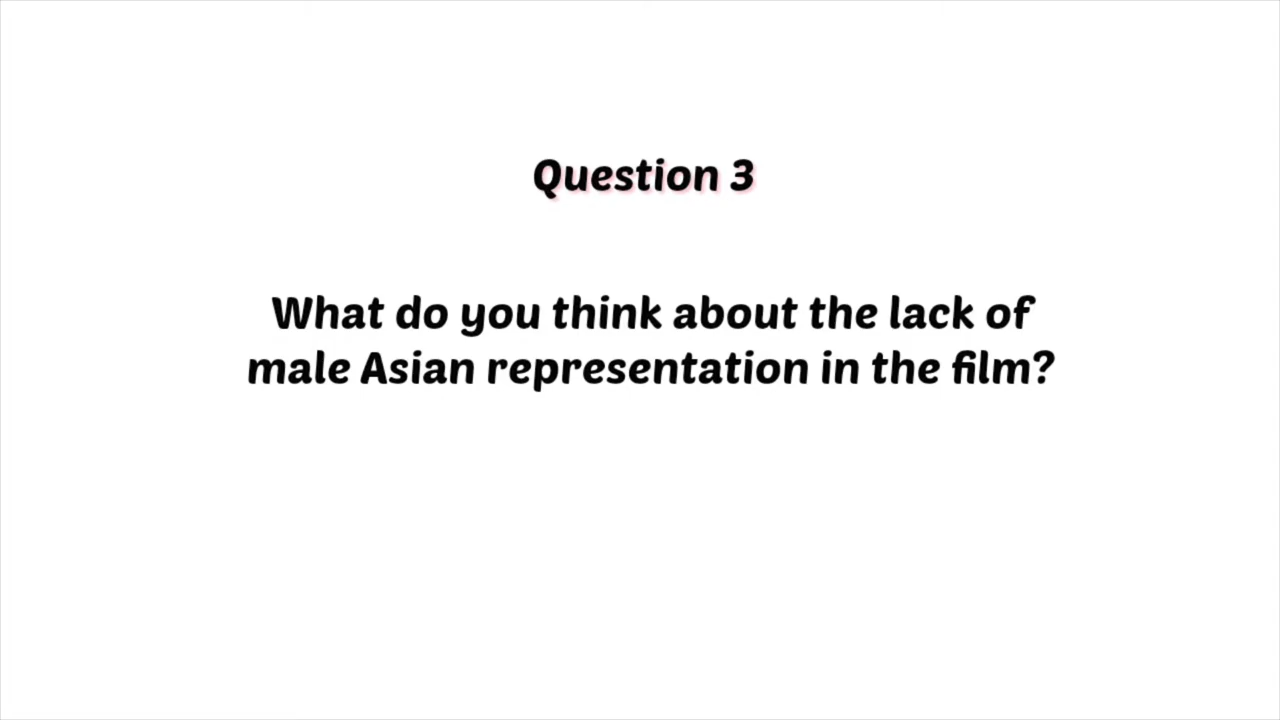 Question 3
What do you think about the lack of
male Asian representation in the film?